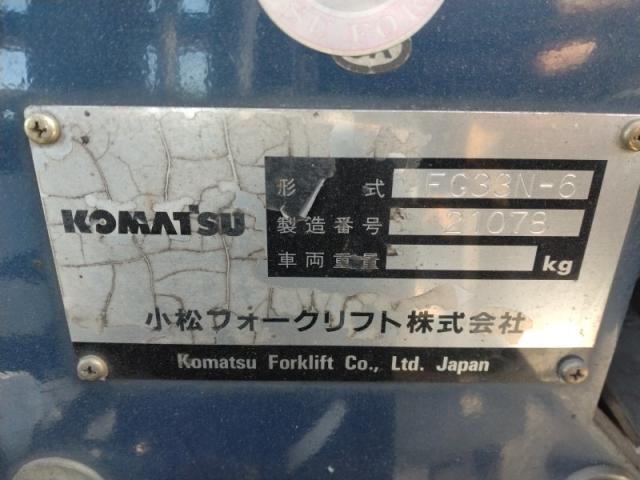 KOMATSU
形 式 FG33N-6
製造番号 21078
車両重量 kg
小松フォークリフト株式会社
Komatsu Forklift Co., Ltd. Japan